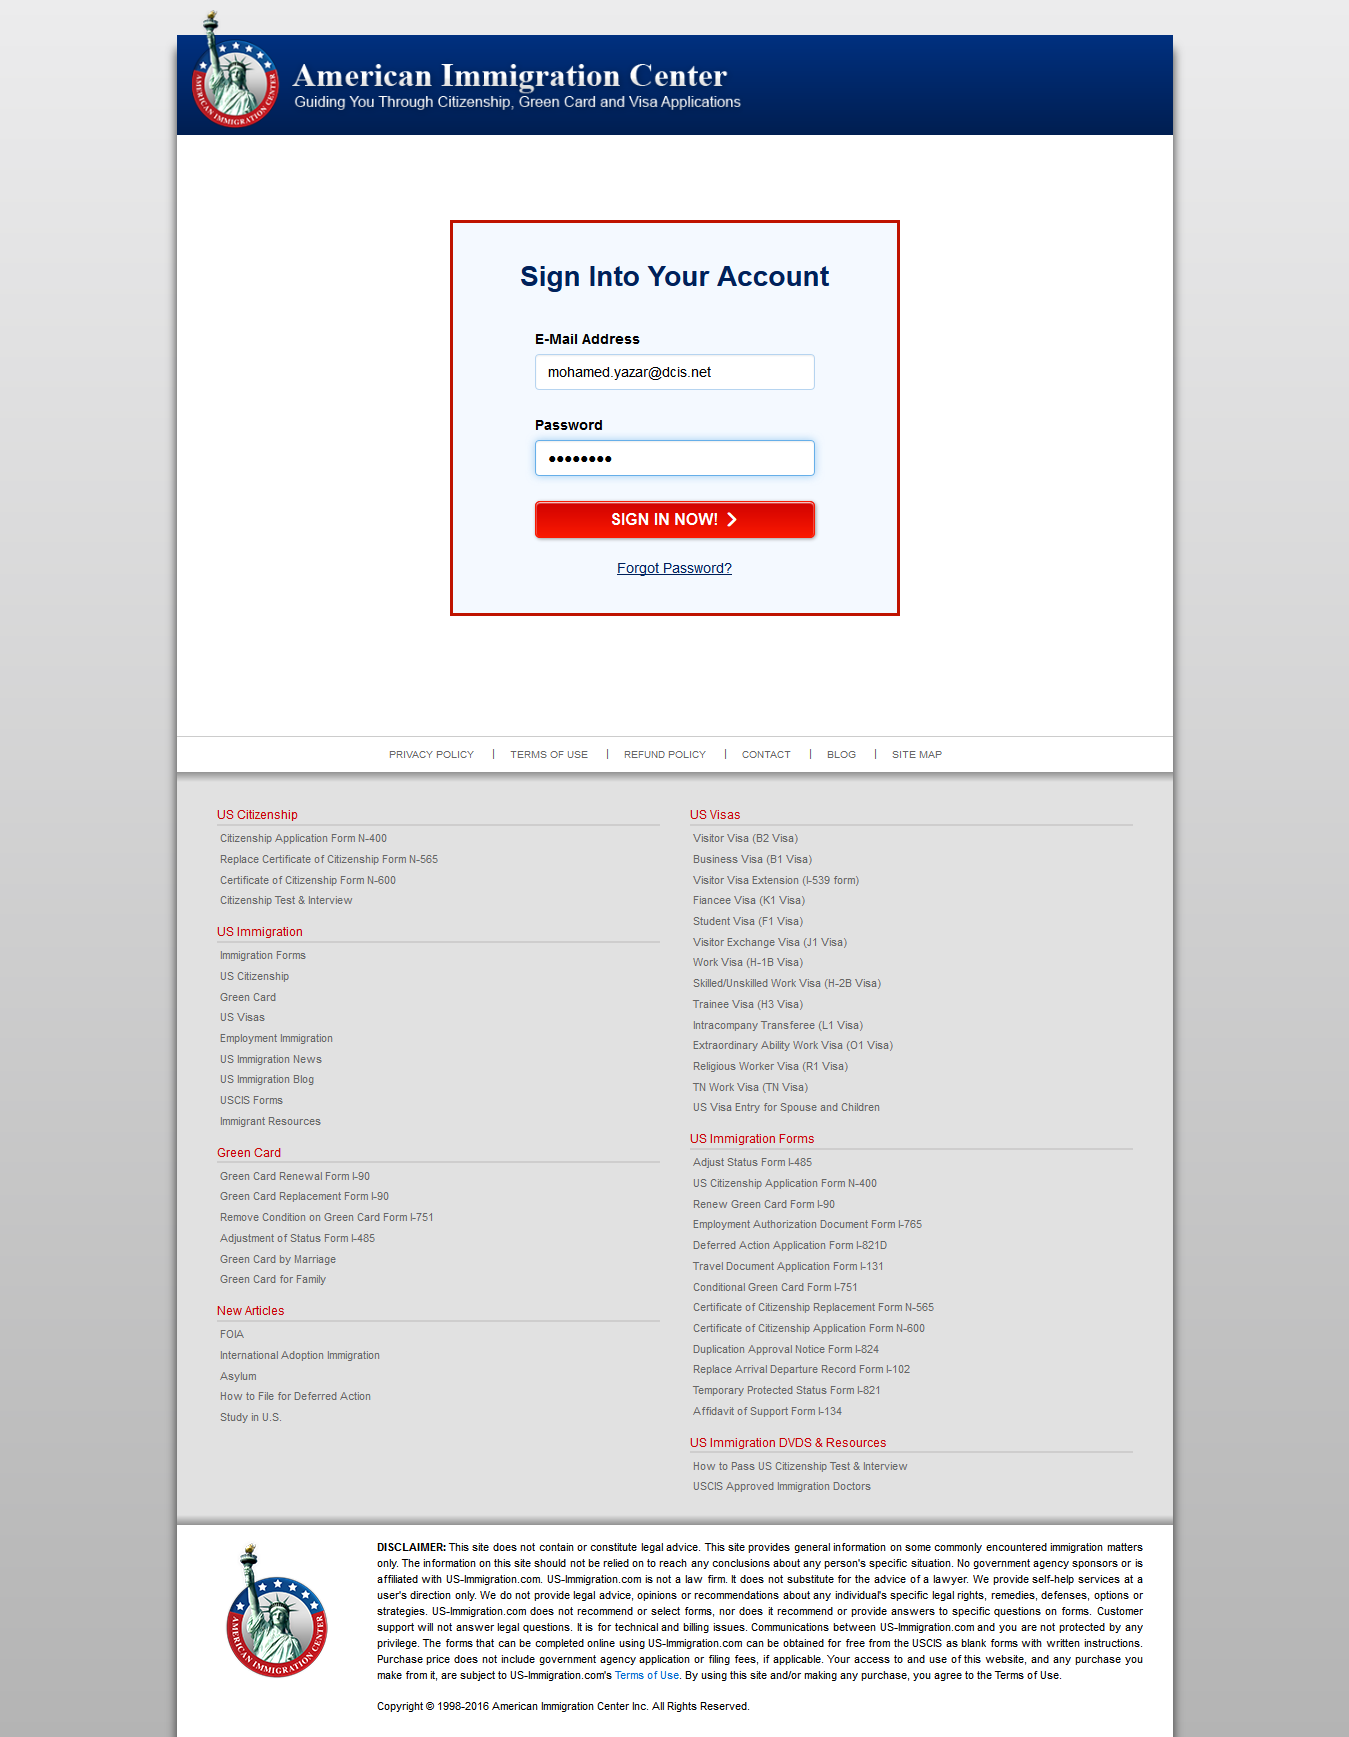 American Immigration Center
Guiding You Through Citizenship, Green Card and Visa Applications
AMERICAN IMMIGRATION CENTER
Sign Into Your Account
E-Mail Address
mohamed.yazar@dcis.net
Password
••••••••
SIGN IN NOW!
Forgot Password?
PRIVACY POLICY | TERMS OF USE | REFUND POLICY | CONTACT | BLOG | SITE MAP
US Citizenship
Citizenship Application Form N-400
Replace Certificate of Citizenship Form N-565
Certificate of Citizenship Form N-600
Citizenship Test & Interview
US Immigration
Immigration Forms
US Citizenship
Green Card
US Visas
Employment Immigration
US Immigration News
US Immigration Blog
USCIS Forms
Immigrant Resources
Green Card
Green Card Renewal Form I-90
Green Card Replacement Form I-90
Remove Condition on Green Card Form I-751
Adjustment of Status Form I-485
Green Card by Marriage
Green Card for Family
New Articles
FOIA
International Adoption Immigration
Asylum
How to File for Deferred Action
Study in U.S.
US Visas
Visitor Visa (B2 Visa)
Business Visa (B1 Visa)
Visitor Visa Extension (I-539 form)
Fiancee Visa (K1 Visa)
Student Visa (F1 Visa)
Visitor Exchange Visa (J1 Visa)
Work Visa (H-1B Visa)
Skilled/Unskilled Work Visa (H-2B Visa)
Trainee Visa (H3 Visa)
Intracompany Transferee (L1 Visa)
Extraordinary Ability Work Visa (O1 Visa)
Religious Worker Visa (R1 Visa)
TN Work Visa (TN Visa)
US Visa Entry for Spouse and Children
US Immigration Forms
Adjust Status Form I-485
US Citizenship Application Form N-400
Renew Green Card Form I-90
Employment Authorization Document Form I-765
Deferred Action Application Form I-821D
Travel Document Application Form I-131
Conditional Green Card Form I-751
Certificate of Citizenship Replacement Form N-565
Certificate of Citizenship Application Form N-600
Duplication Approval Notice Form I-824
Replace Arrival Departure Record Form I-102
Temporary Protected Status Form I-821
Affidavit of Support Form I-134
US Immigration DVDS & Resources
How to Pass US Citizenship Test & Interview
USCIS Approved Immigration Doctors
AMERICAN IMMIGRATION CENTER
DISCLAIMER: This site does not contain or constitute legal advice. This site provides general information on some commonly encountered immigration matters
only. The information on this site should not be relied on to reach any conclusions about any person's specific situation. No government agency sponsors or is
affiliated with US-Immigration.com. US-Immigration.com is not a law firm. It does not substitute for the advice of a lawyer. We provide self-help services at a
user's direction only. We do not provide legal advice, opinions or recommendations about any individual's specific legal rights, remedies, defenses, options or
strategies. US-Immigration.com does not recommend or select forms, nor does it recommend or provide answers to specific questions on forms. Customer
support will not answer legal questions. It is for technical and billing issues. Communications between US-Immigration.com and you are not protected by any
privilege. The forms that can be completed online using US-Immigration.com can be obtained for free from the USCIS as blank forms with written instructions.
Purchase price does not include government agency application or filing fees, if applicable. Your access to and use of this website, and any purchase you
make from it, are subject to US-Immigration.com's Terms of Use. By using this site and/or making any purchase, you agree to the Terms of Use.
Copyright © 1998-2016 American Immigration Center Inc. All Rights Reserved.